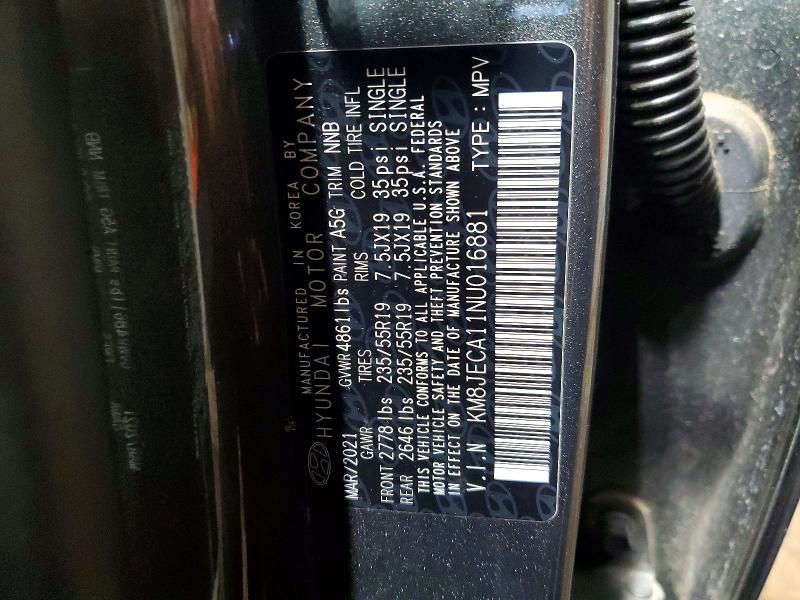 MANUFACTURED IN KOREA BY
HYUNDAI MOTOR COMPANY
MAR/2021 GVWR 4861 lbs PAINT A5G TRIM NNB
GAWR TIRES RIMS COLD TIRE INFL
FRONT 2778 lbs 235/55R19 7.5JX19 35psi SINGLE
REAR 2646 lbs 235/55R19 7.5JX19 35psi SINGLE
THIS VEHICLE CONFORMS TO ALL APPLICABLE U.S.A. FEDERAL
MOTOR VEHICLE SAFETY AND THEFT PREVENTION STANDARDS
IN EFFECT ON THE DATE OF MANUFACTURE SHOWN ABOVE
V.I.N KM8JECA11NU016881 TYPE : MPV